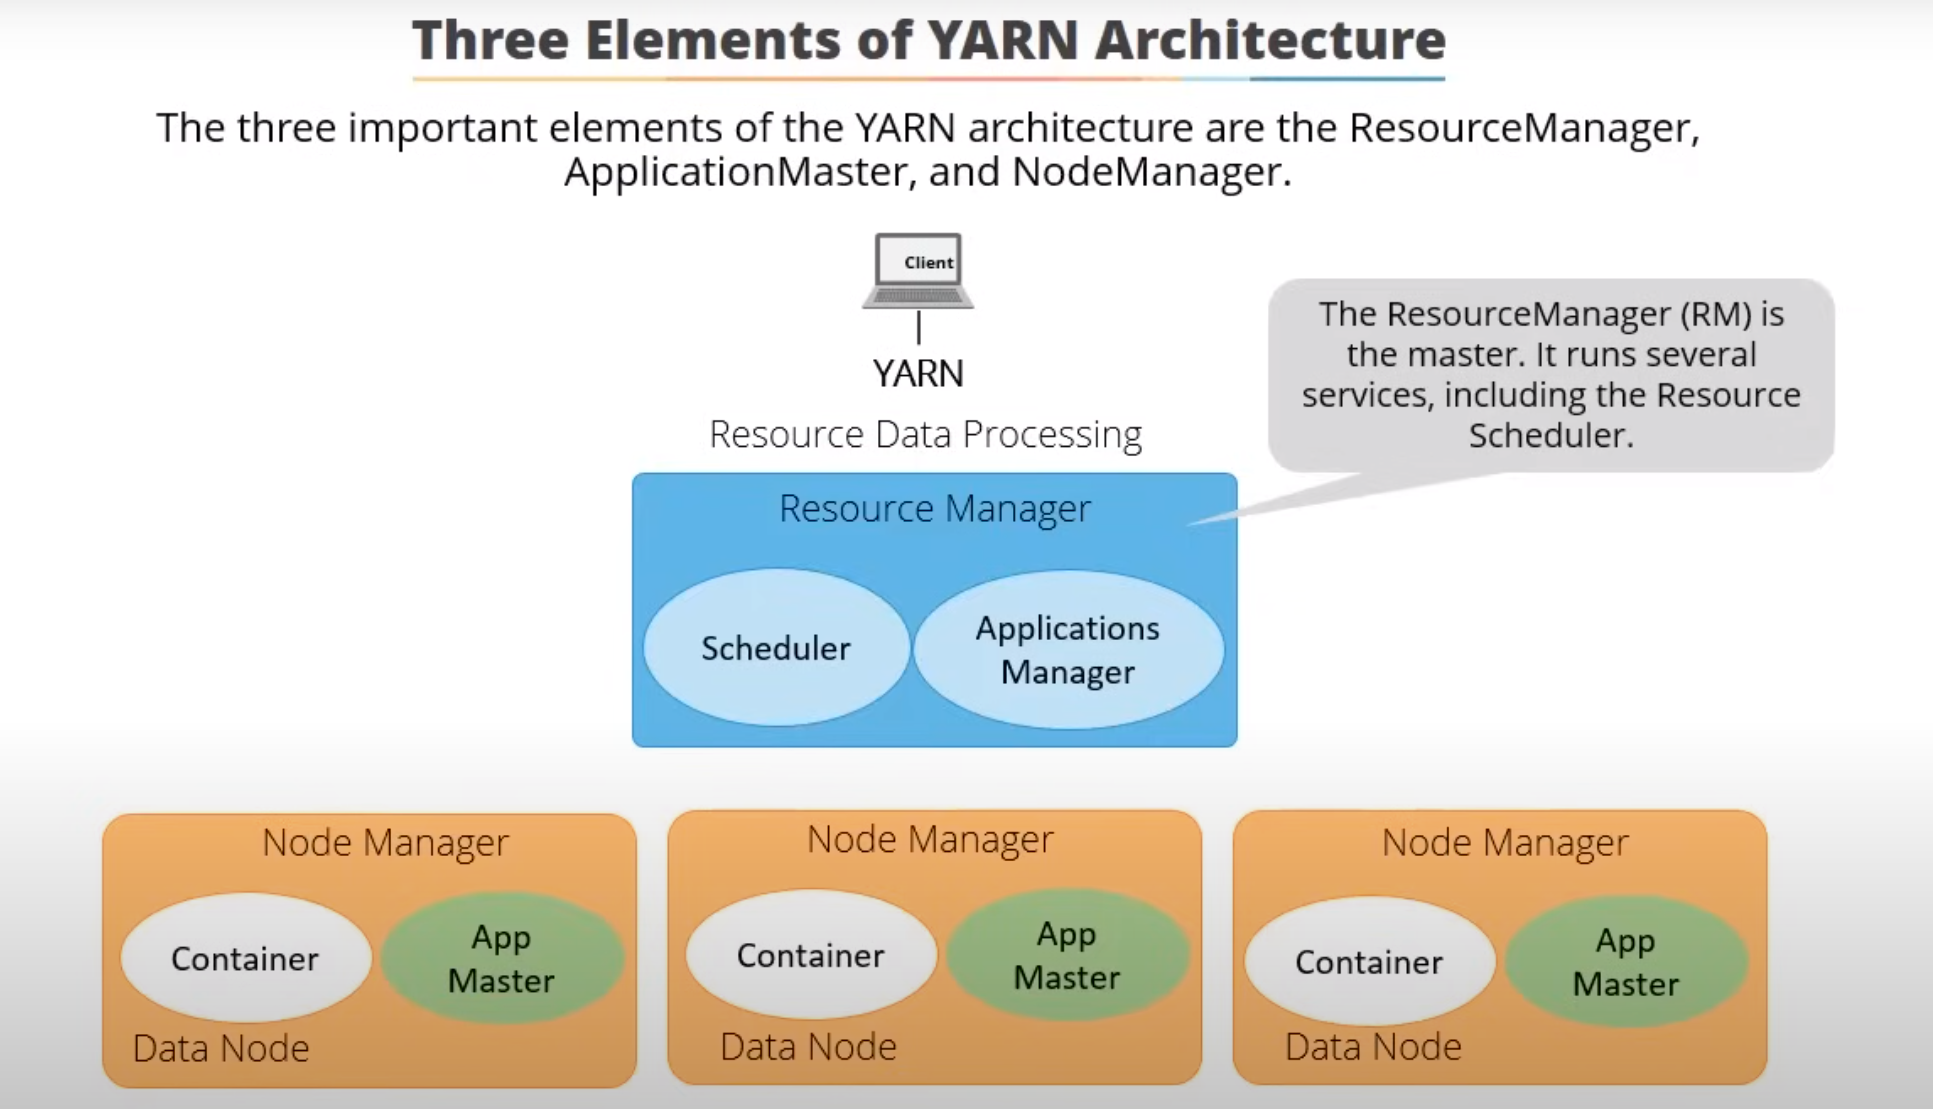 Three Elements of YARN Architecture
The three important elements of the YARN architecture are the ResourceManager,
ApplicationMaster, and NodeManager.
Client
YARN
Resource Data Processing
The ResourceManager (RM) is
the master. It runs several
services, including the Resource
Scheduler.
Resource Manager
Scheduler
Applications
Manager
Node Manager
Container
App
Master
Data Node
Node Manager
Container
App
Master
Data Node
Node Manager
Container
App
Master
Data Node